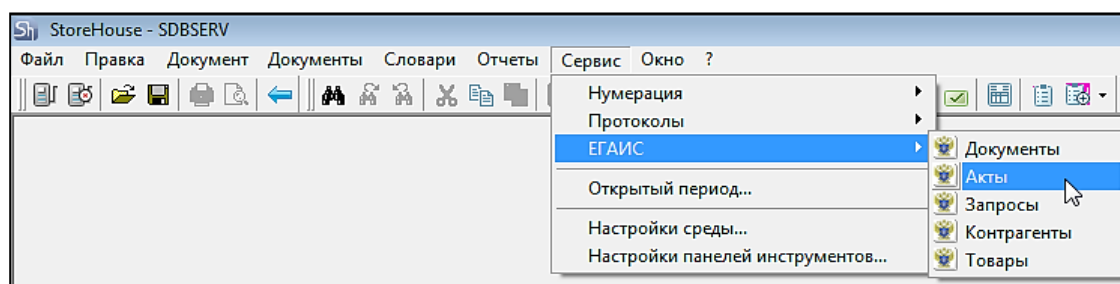 Sh StoreHouse - SDBSERV
Файл Правка Документ Документы Словари Отчеты Сервис Окно ?
Нумерация
Протоколы
ЕГАИС
Документы
Акты
Открытый период...
Запросы
Настройки среды...
Контрагенты
Настройки панелей инструментов...
Товары